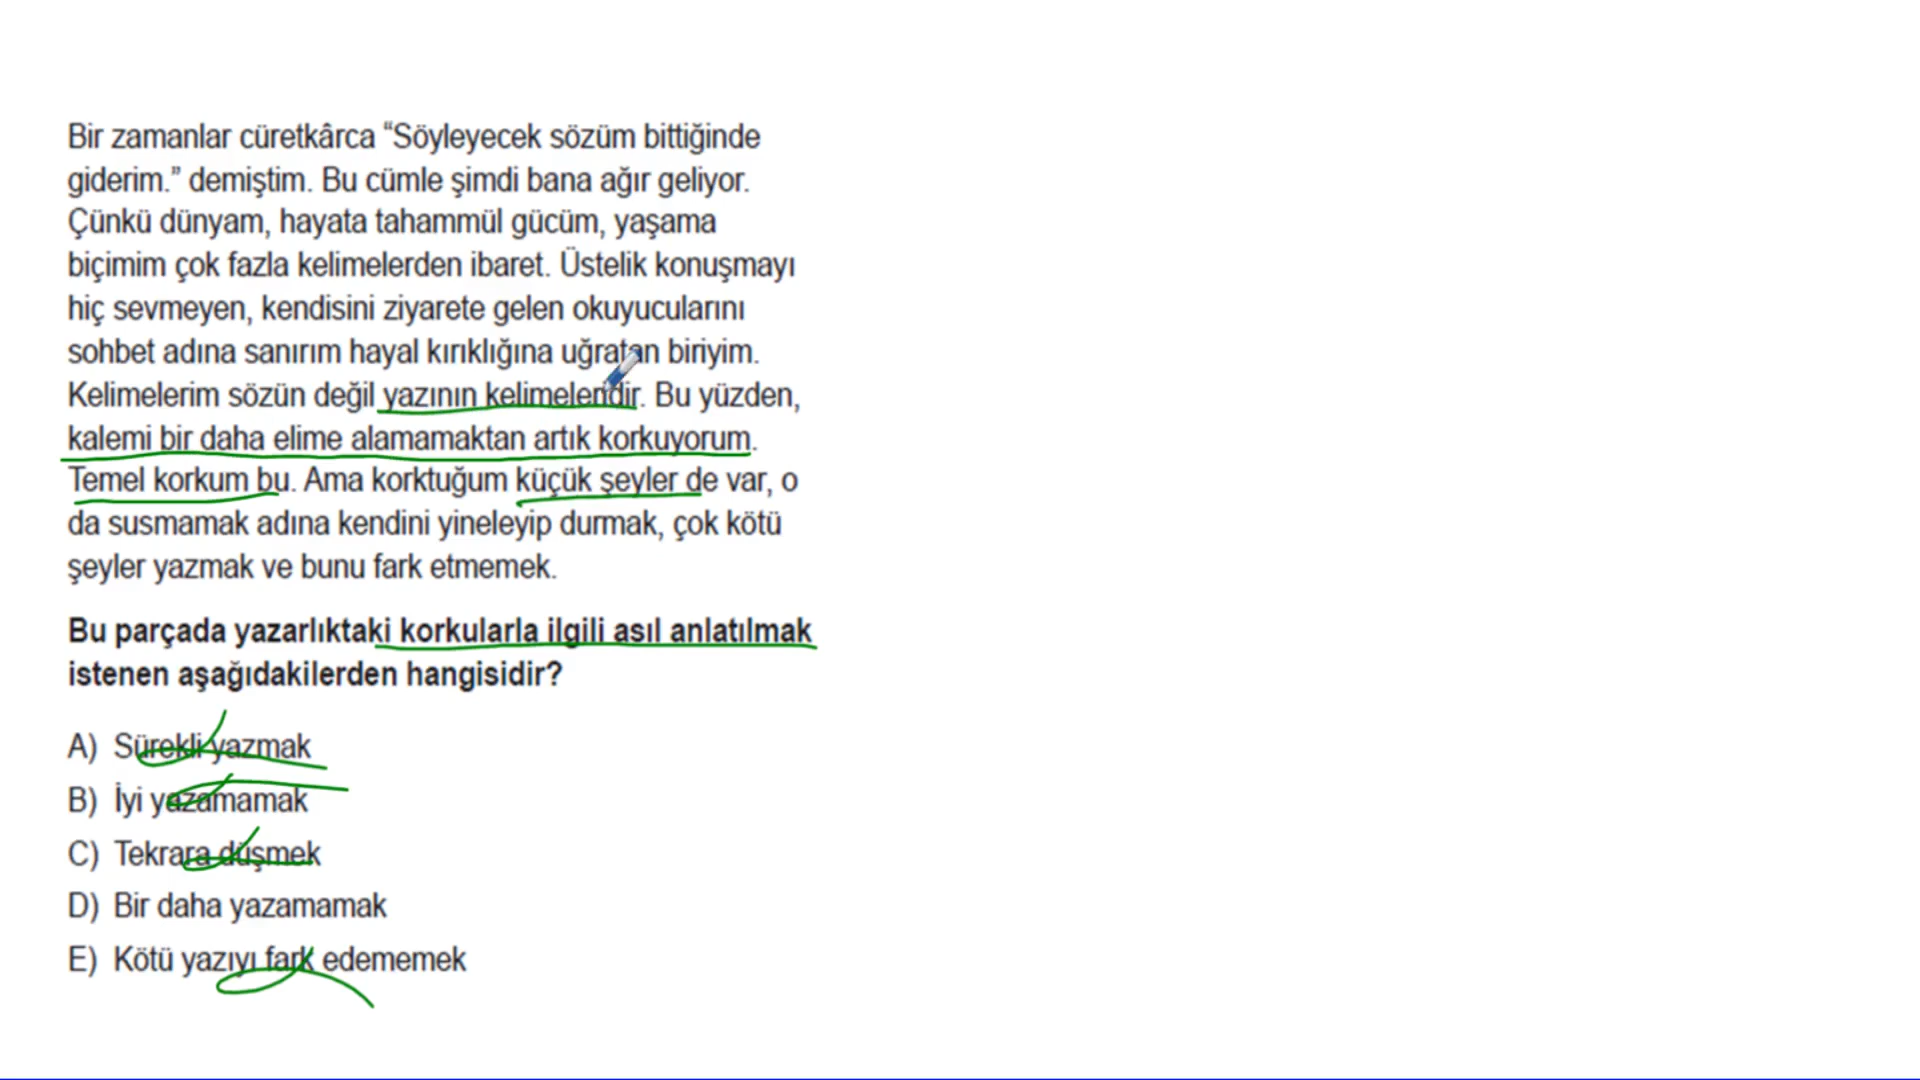 Bir zamanlar cüretkârca “Söyleyecek sözüm bittiğinde
giderim.” demiştim. Bu cümle şimdi bana ağır geliyor.
Çünkü dünyam, hayata tahammül gücüm, yaşama
biçimim çok fazla kelimelerden ibaret. Üstelik konuşmayı
hiç sevmeyen, kendisini ziyarete gelen okuyucularını
sohbet adına sanırım hayal kırıklığına uğratan biriyim.
Kelimelerim sözün değil yazının kelimeleridir. Bu yüzden,
kalemi bir daha elime alamamaktan artık korkuyorum.
Temel korkum bu. Ama korktuğum küçük şeyler de var, o
da susmamak adına kendini yineleyip durmak, çok kötü
şeyler yazmak ve bunu fark etmemek.
Bu parçada yazarlıktaki korkularla ilgili asıl anlatılmak
istenen aşağıdakilerden hangisidir?
A) Sürekli yazmak
B) İyi yazamamak
C) Tekrara düşmek
D) Bir daha yazamamak
E) Kötü yazıyı fark edememek